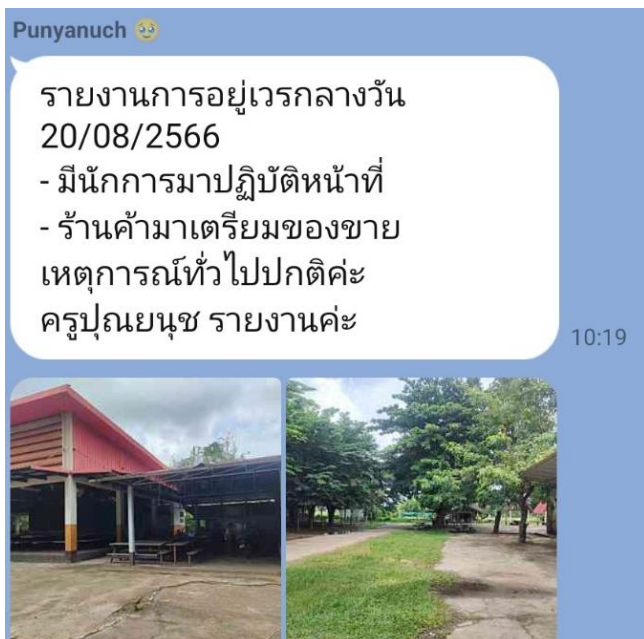 Punyanuch 🥹
รายงานการอยู่เวรกลางวัน
20/08/2566
- มีนักการมาปฏิบัติหน้าที่
- ร้านค้ามาเตรียมของขาย
เหตุการณ์ทั่วไปปกติค่ะ
ครูปุณยนุช รายงานค่ะ
10:19